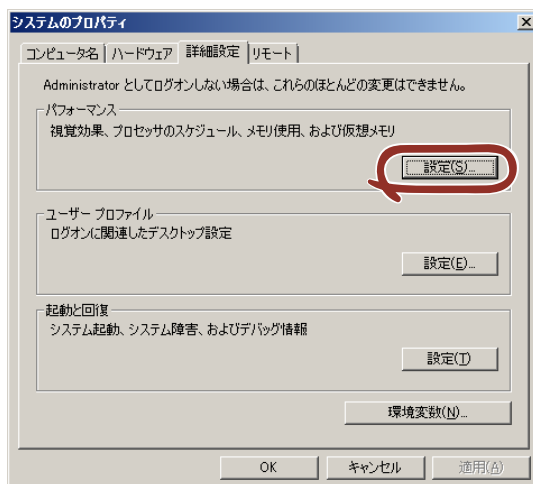 システムのプロパティ
コンピュータ名 ハードウェア 詳細設定 リモート
Administrator としてログオンしない場合は、これらのほとんどの変更はできません。
パフォーマンス
視覚効果、プロセッサのスケジュール、メモリ使用、および仮想メモリ
設定(S)...
ユーザー プロファイル
ログオンに関連したデスクトップ設定
設定(E)...
起動と回復
システム起動、システム障害、およびデバッグ情報
設定(T)
環境変数(N)...
OK キャンセル 適用(A)